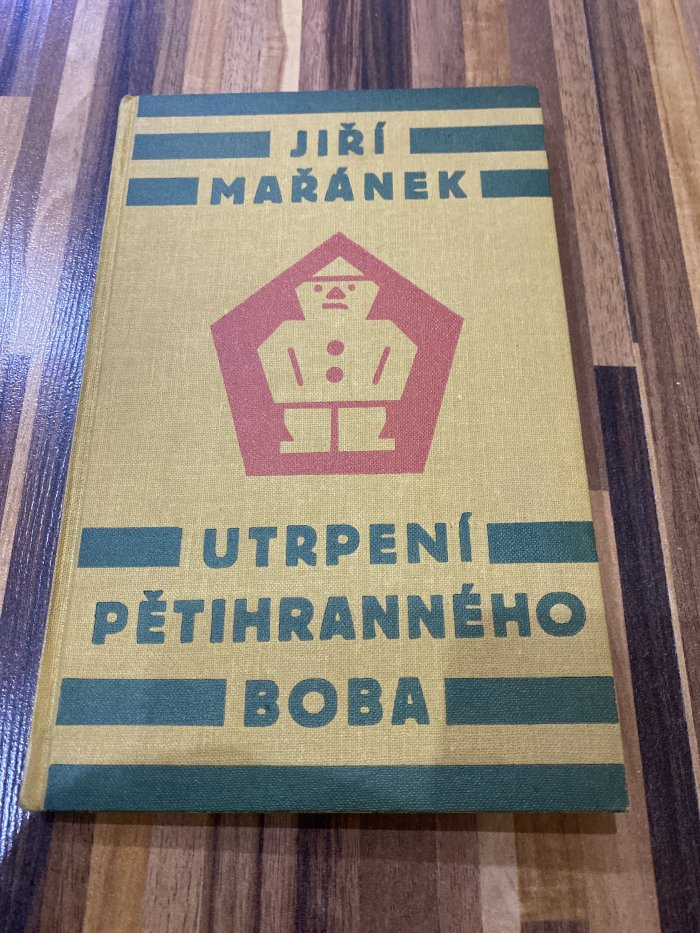 JIŘÍ
MAŘÁNEK
UTRPENÍ
PĚTIHRANNÉHO
BOBA